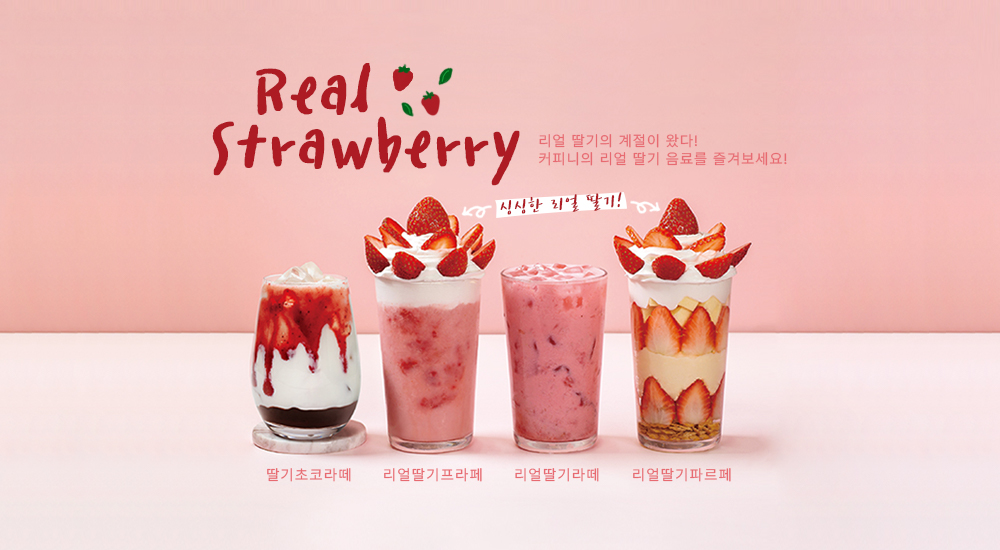 Real
Strawberry
리얼 딸기의 계절이 왔다!
커피니의 리얼 딸기 음료를 즐겨보세요!
싱싱한 리얼 딸기!
딸기초코라떼
리얼딸기프라페
리얼딸기라떼
리얼딸기파르페